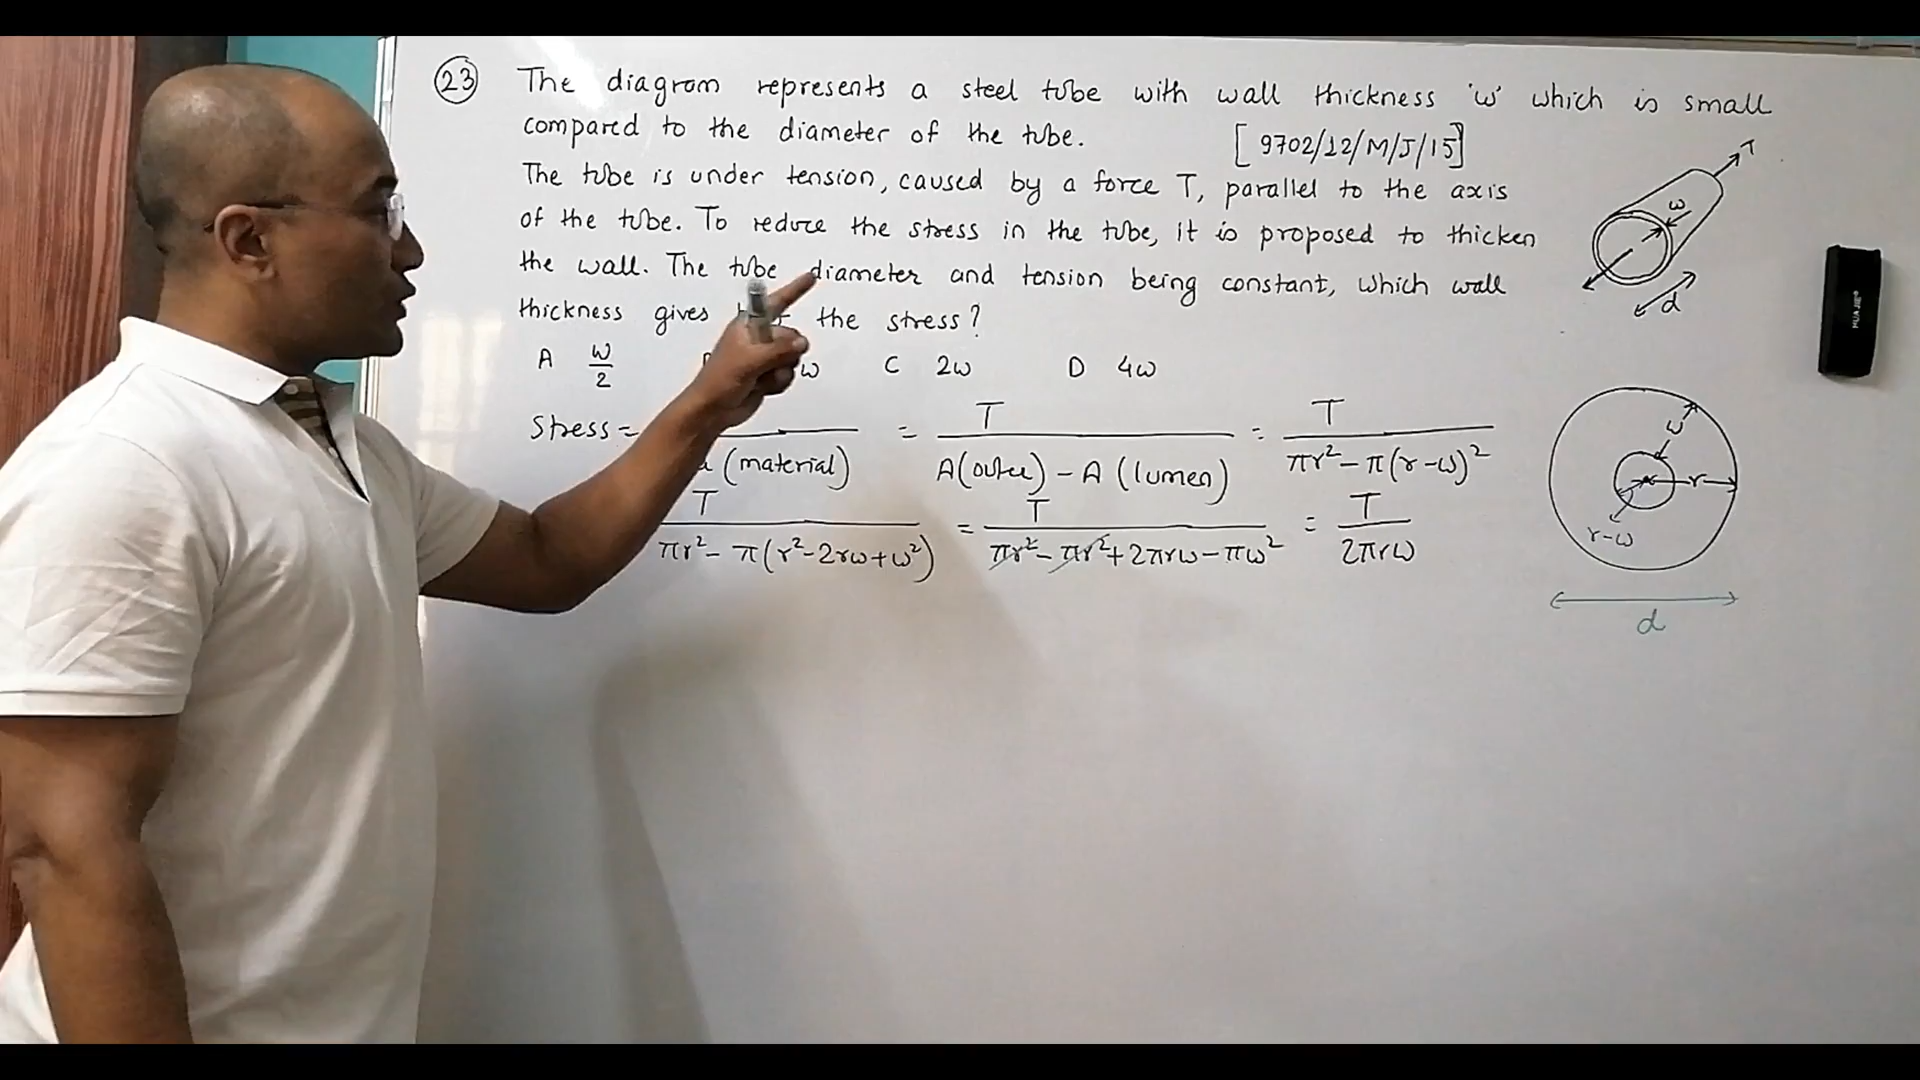 23 The diagram represents a steel tube with wall thickness 'w' which is small
compared to the diameter of the tube. [9702/12/M/J/15]
The tube is under tension, caused by a force T, parallel to the axis
of the tube. To reduce the stress in the tube, it is proposed to thicken
the wall. The tube diameter and tension being constant, which wall
thickness gives the stress?
A w/2 w C 2w D 4w
Stress = (material) = T / A(outer) - A(lumen) = T / πr² - π(r-w)²
T / πr² - π(r²-2rw+w²) = T / πr² - πr² + 2πrw - πw² = T / 2πrw
T
w
d
w
r
r-w
d
HUAJIE